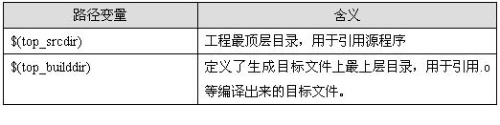 路径变量 含义
$(top_srcdir) 工程最顶层目录，用于引用源程序
$(top_builddir) 定义了生成目标文件上最上层目录，用于引用.o
等编译出来的目标文件。